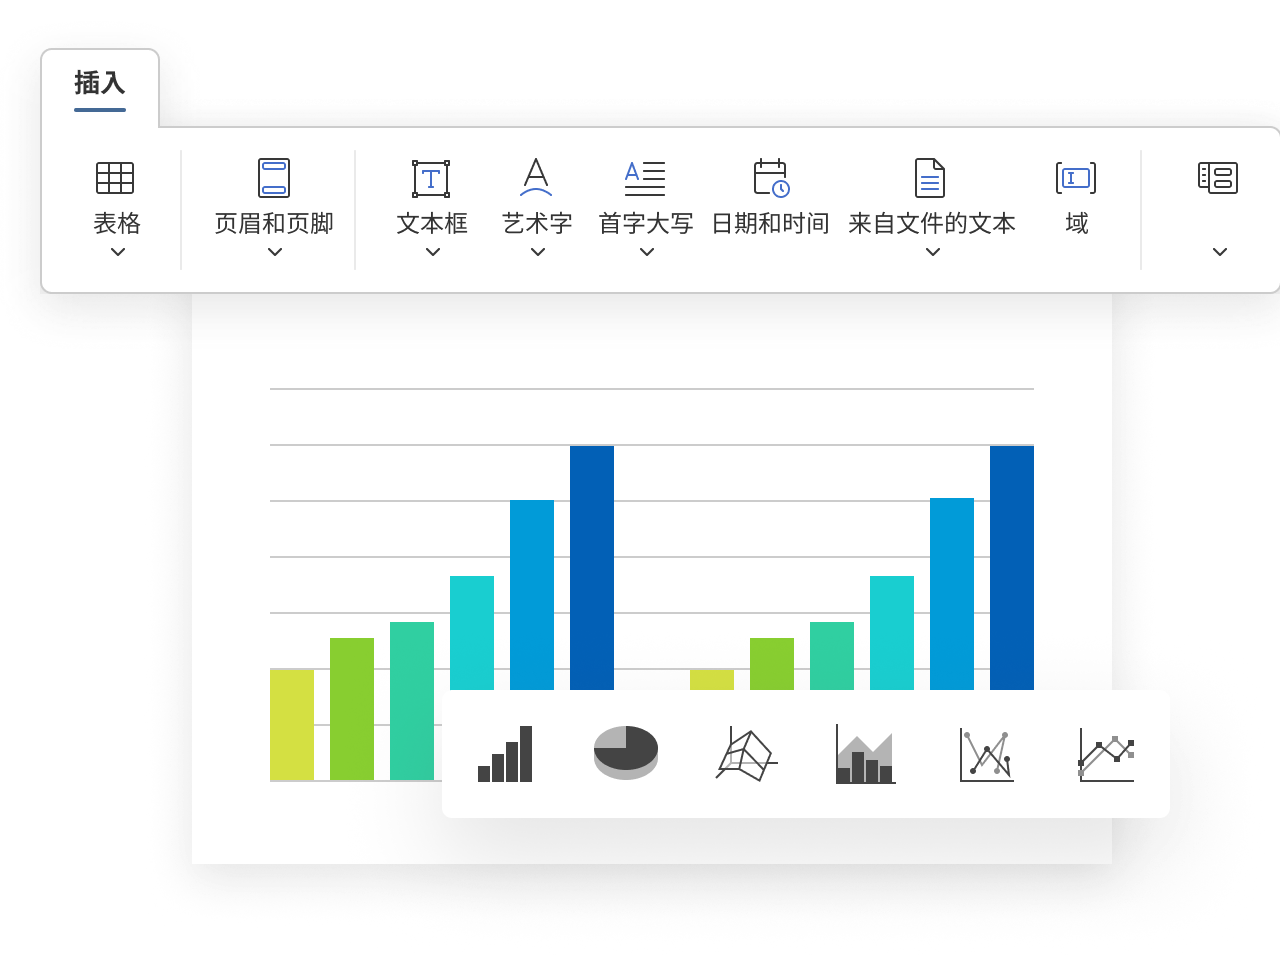 插入
表格
页眉和页脚
文本框
艺术字
首字大写
日期和时间
来自文件的文本
域